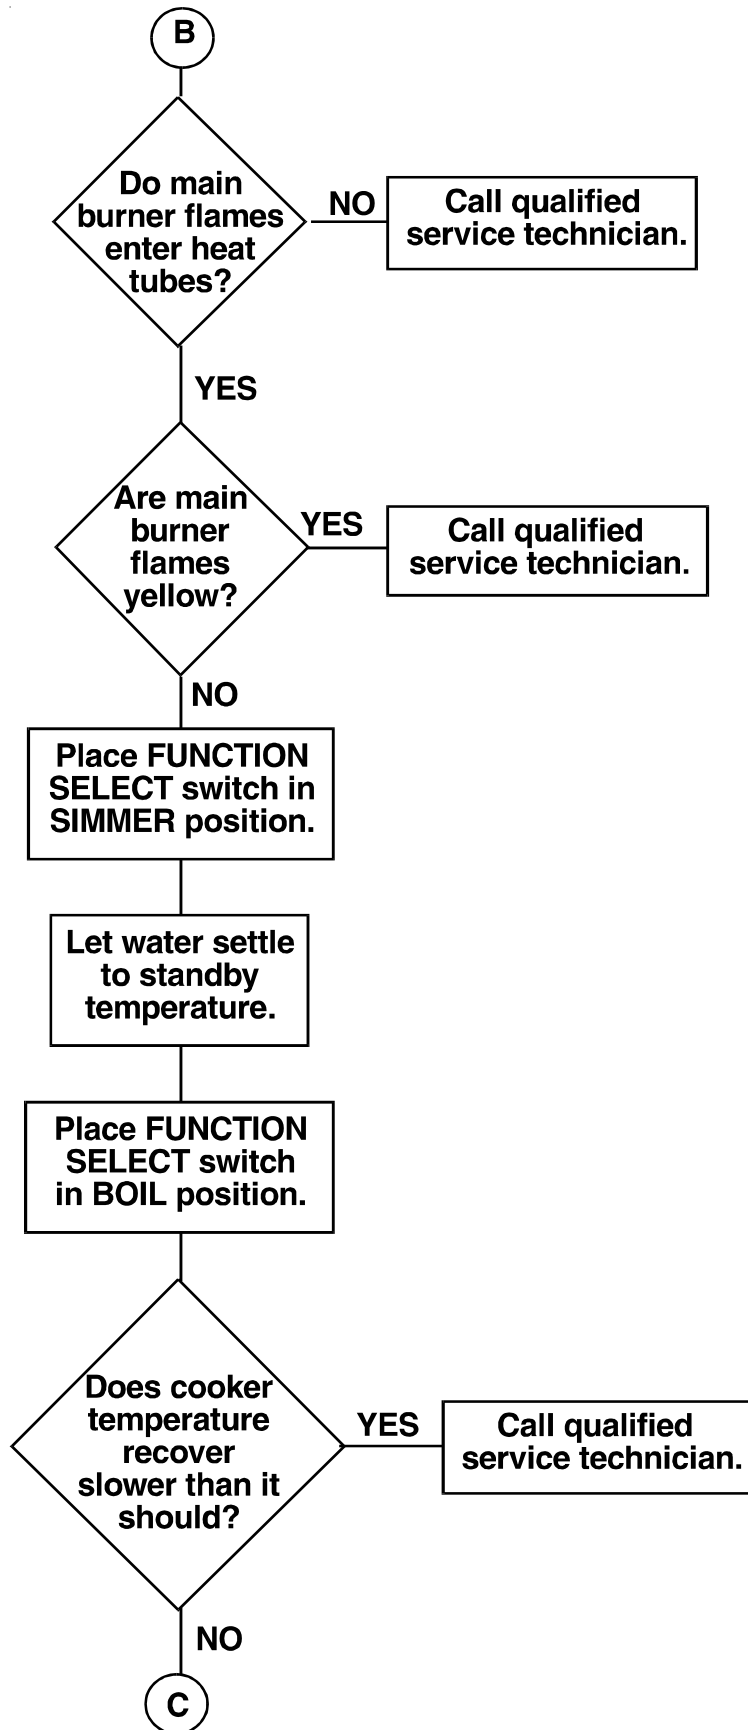 B
Do main
burner flames
enter heat
tubes?
NO
Call qualified
service technician.
YES
Are main
burner
flames
yellow?
YES
Call qualified
service technician.
NO
Place FUNCTION
SELECT switch in
SIMMER position.
Let water settle
to standby
temperature.
Place FUNCTION
SELECT switch
in BOIL position.
Does cooker
temperature
recover
slower than it
should?
YES
Call qualified
service technician.
NO
C